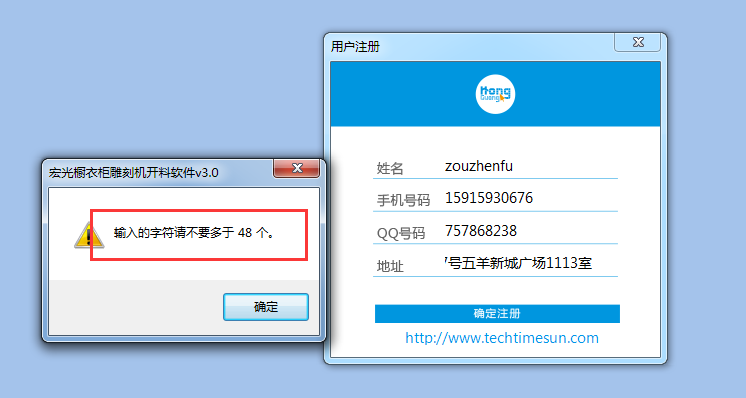 用户注册
Hong
Guang
姓名 zouzhenfu
手机号码 15915930676
QQ号码 757868238
地址 号五羊新城广场1113室
确定注册
http://www.techtimesun.com
宏光橱衣柜雕刻机开料软件v3.0
输入的字符请不要多于 48 个。
确定